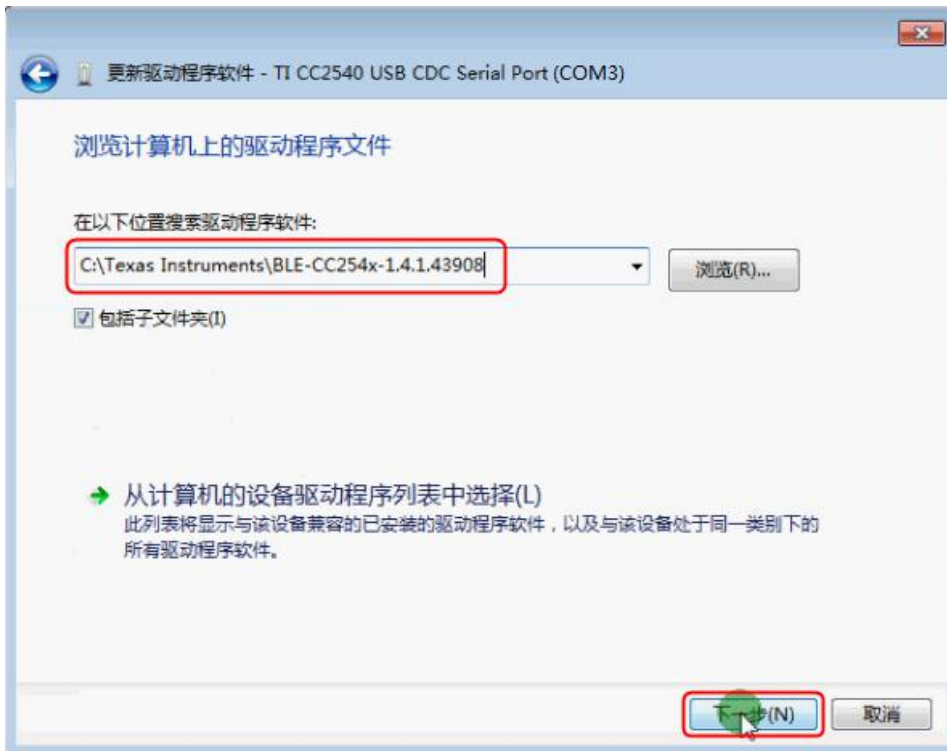 更新驱动程序软件 - TI CC2540 USB CDC Serial Port (COM3)
浏览计算机上的驱动程序文件
在以下位置搜索驱动程序软件:
C:\Texas Instruments\BLE-CC254x-1.4.1.43908
浏览(R)...
包括子文件夹(I)
从计算机的设备驱动程序列表中选择(L)
此列表将显示与该设备兼容的已安装的驱动程序软件，以及与该设备处于同一类别下的
所有驱动程序软件。
下一步(N)
取消